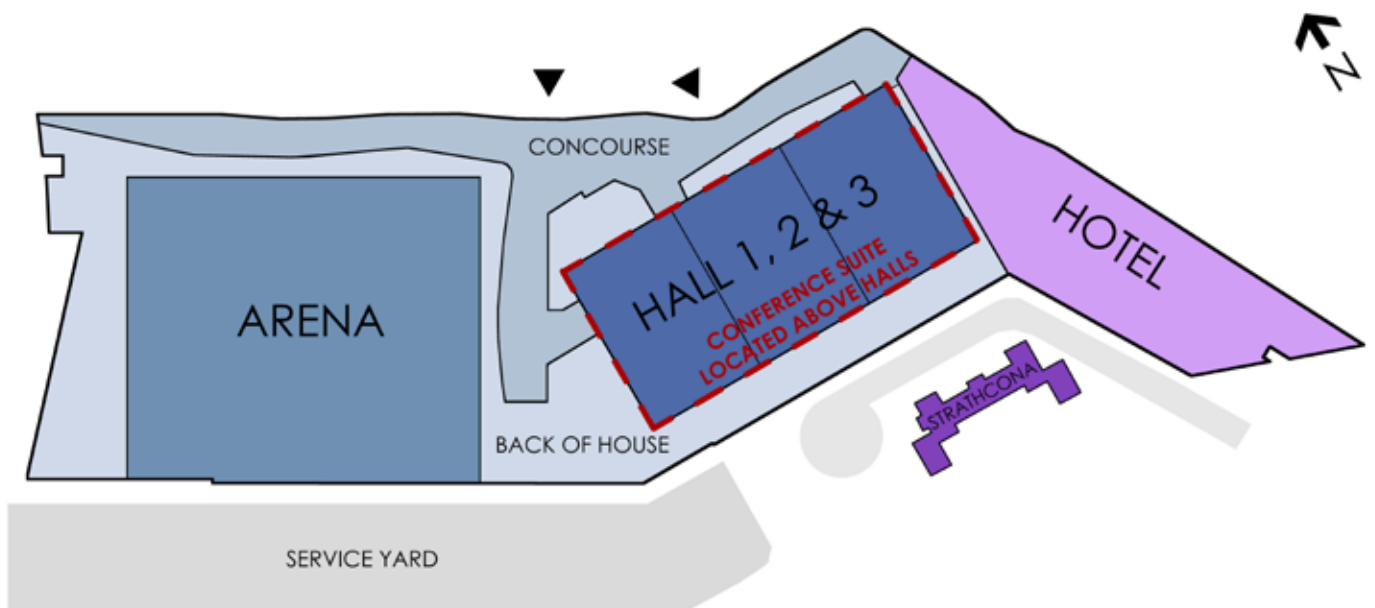 N
CONCOURSE
HALL 1, 2 & 3
HOTEL
CONFERENCE SUITE
LOCATED ABOVE HALLS
ARENA
STRATHCONA
BACK OF HOUSE
SERVICE YARD